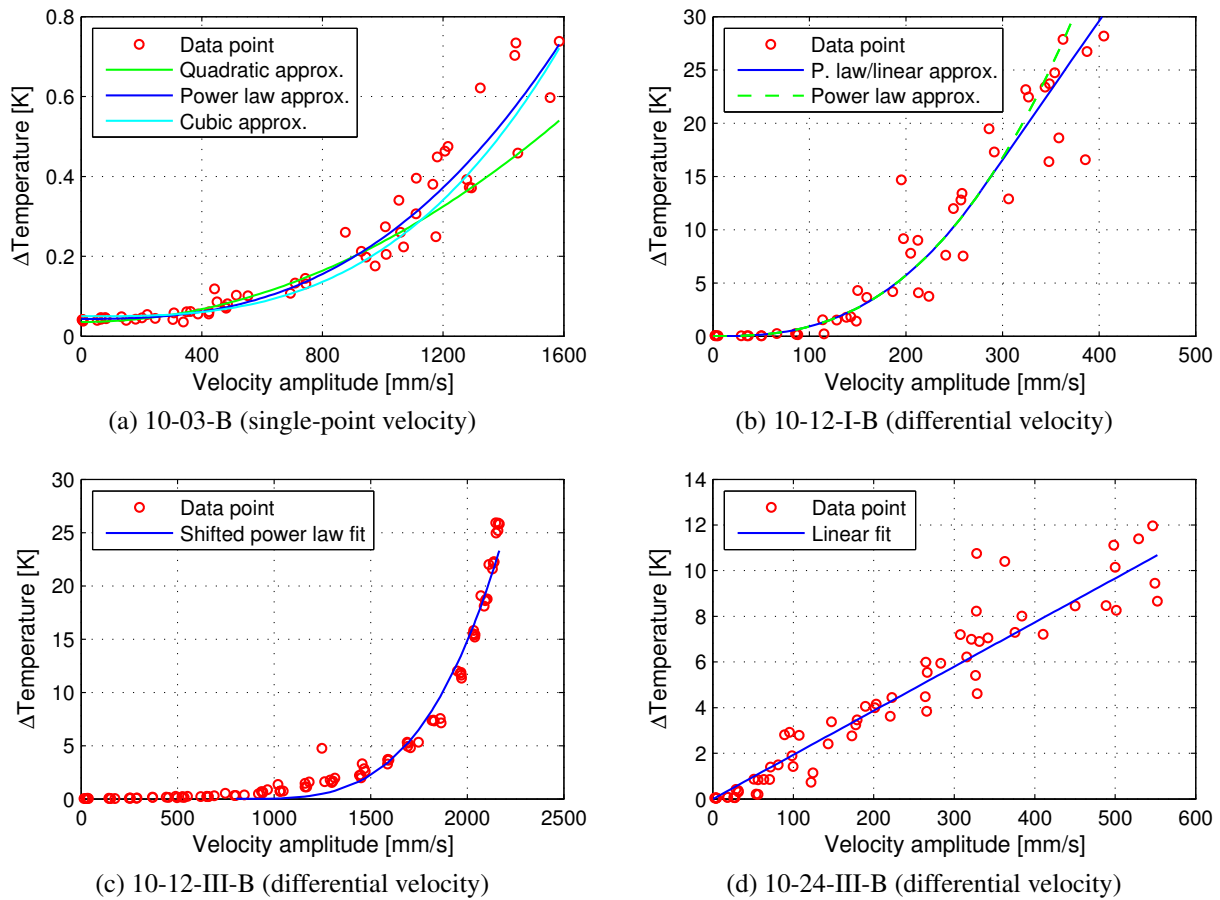 0.8
0.6
0.4
0.2
0
ΔTemperature [K]
Data point
Quadratic approx.
Power law approx.
Cubic approx.
0 400 800 1200 1600
Velocity amplitude [mm/s]
(a) 10-03-B (single-point velocity)
30
25
20
15
10
5
0
ΔTemperature [K]
Data point
P. law/linear approx.
Power law approx.
0 100 200 300 400 500
Velocity amplitude [mm/s]
(b) 10-12-I-B (differential velocity)
30
25
20
15
10
5
0
ΔTemperature [K]
Data point
Shifted power law fit
0 500 1000 1500 2000 2500
Velocity amplitude [mm/s]
(c) 10-12-III-B (differential velocity)
14
12
10
8
6
4
2
0
ΔTemperature [K]
Data point
Linear fit
0 100 200 300 400 500 600
Velocity amplitude [mm/s]
(d) 10-24-III-B (differential velocity)